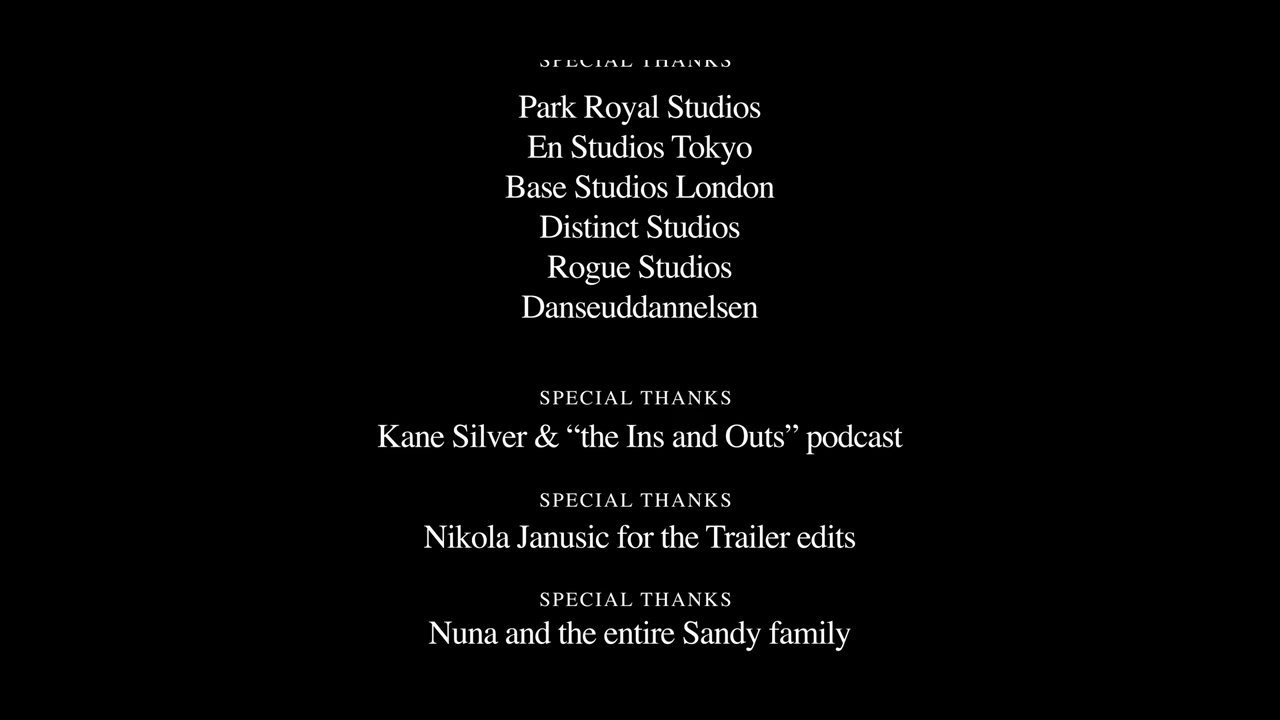 SPECIAL THANKS
Park Royal Studios
En Studios Tokyo
Base Studios London
Distinct Studios
Rogue Studios
Danseuddannelsen
SPECIAL THANKS
Kane Silver & “the Ins and Outs” podcast
SPECIAL THANKS
Nikola Janusic for the Trailer edits
SPECIAL THANKS
Nuna and the entire Sandy family